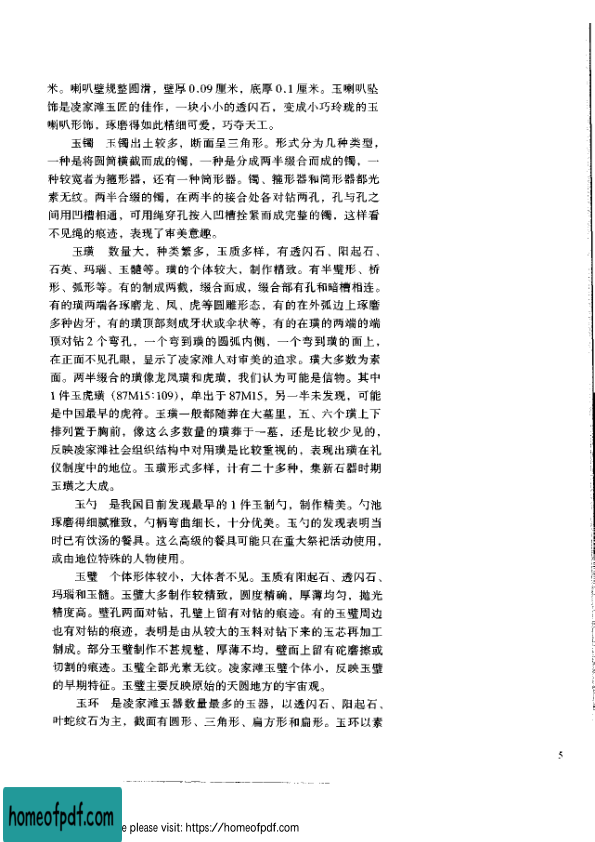 米。喇叭壁规整圆滑，壁厚0.09厘米，底厚0.1厘米。玉喇叭坠
饰是凌家滩玉匠的佳作，一块小小的透闪石，变成小巧玲珑的玉
喇叭形饰，琢磨得如此精细可爱，巧夺天工。
玉镯　玉镯出土较多，断面呈三角形。形式分为几种类型，
一种是将圆筒横截而成的镯，一种是分成两半缀合而成的镯，一
种较宽者为箍形器，还有一种筒形器。镯、箍形器和筒形器都光
素无纹。两半合缀的镯，在两半的接合处各对钻两孔，孔与孔之
间用凹槽相通，可用绳穿孔按入凹槽拴紧而成完整的镯，这样看
不见绳的痕迹，表现了审美意趣。
玉璜　数量大，种类繁多，玉质多样，有透闪石、阳起石、
石英、玛瑙、玉髓等。璜的个体较大，制作精致。有半璧形、桥
形、弧形等。有的制成两截，缀合而成，缀合部有孔和暗槽相连。
有的璜两端各琢磨龙、凤、虎等圆雕形态，有的在外弧边上琢磨
多种齿牙，有的璜顶部刻成牙状或伞状等，有的在璜的两端的端
顶对钻2个弯孔，一个弯到璜的圆弧内侧，一个弯到璜的面上，
在正面不见孔眼，显示了凌家滩人对审美的追求。璜大多数为素
面。两半缀合的璜像龙凤璜和虎璜，我们认为可能是信物。其中
1件玉虎璜（87M15:109），单出于87M15，另一半未发现，可能
是中国最早的虎符。玉璜一般都随葬在大墓里，五、六个璜上下
排列置于胸前，像这么多数量的璜葬于一墓，还是比较少见的，
反映凌家滩社会组织结构中对用璜是比较重视的，表现出璜在礼
仪制度中的地位。玉璜形式多样，计有二十多种，集新石器时期
玉璜之大成。
玉勺　是我国目前发现最早的1件玉制勺，制作精美。勺池
琢磨得细腻雅致，勺柄弯曲细长，十分优美。玉勺的发现表明当
时已有饮汤的餐具。这么高级的餐具可能只在重大祭祀活动使用，
或由地位特殊的人物使用。
玉璧　个体形体较小，大体者不见。玉质有阳起石、透闪石、
玛瑙和玉髓。玉璧大多制作较精致，圆度精确，厚薄均匀，抛光
精度高。璧孔两面对钻，孔壁上留有对钻的痕迹。有的玉璧周边
也有对钻的痕迹，表明是由从较大的玉料对钻下来的玉芯再加工
制成。部分玉璧制作不甚规整，厚薄不均，璧面上留有砣磨擦或
切割的痕迹。玉璧全部光素无纹。凌家滩玉璧个体小，反映玉璧
的早期特征。玉璧主要反映原始的天圆地方的宇宙观。
玉环　是凌家滩玉器数量最多的玉器，以透闪石、阳起石、
叶蛇纹石为主，截面有圆形、三角形、扁方形和扁形。玉环以素
5
homeofpdf.com
e please visit: https://homeofpdf.com